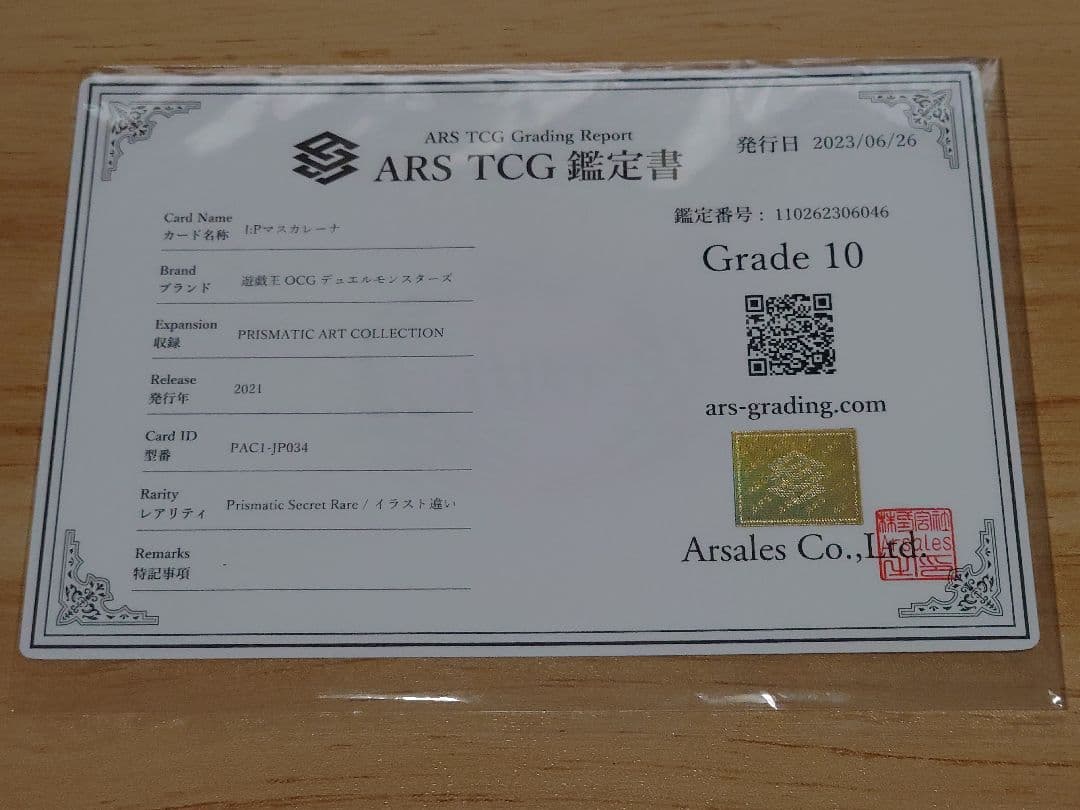 ARS TCG Grading Report
ARS TCG 鑑定書
発行日 2023/06/26
Card Name
カード名称 I:Pマスカレーナ
Brand
ブランド 遊戯王 OCG デュエルモンスターズ
Expansion
収録 PRISMATIC ART COLLECTION
Release
発行年 2021
Card ID
型番 PAC1-JP034
Rarity
レアリティ Prismatic Secret Rare / イラスト違い
Remarks
特記事項
鑑定番号 : 110262306046
Grade 10
ars-grading.com
Arsales Co.,Ltd.
株式会社
Arsales